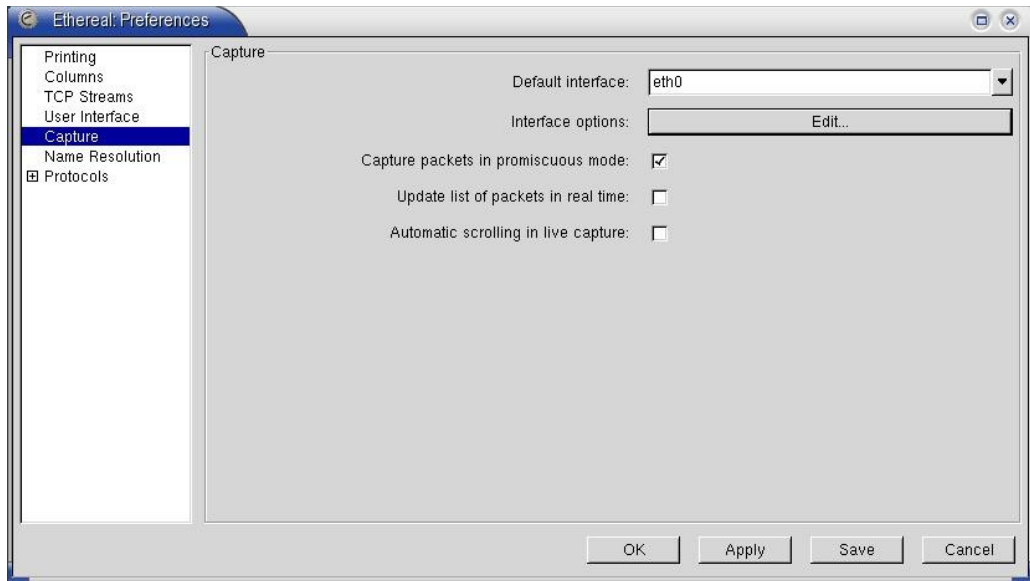 Ethereal: Preferences
Printing
Columns
TCP Streams
User Interface
Capture
Name Resolution
Protocols
Capture
Default interface: eth0
Interface options: Edit...
Capture packets in promiscuous mode:
Update list of packets in real time:
Automatic scrolling in live capture:
OK Apply Save Cancel